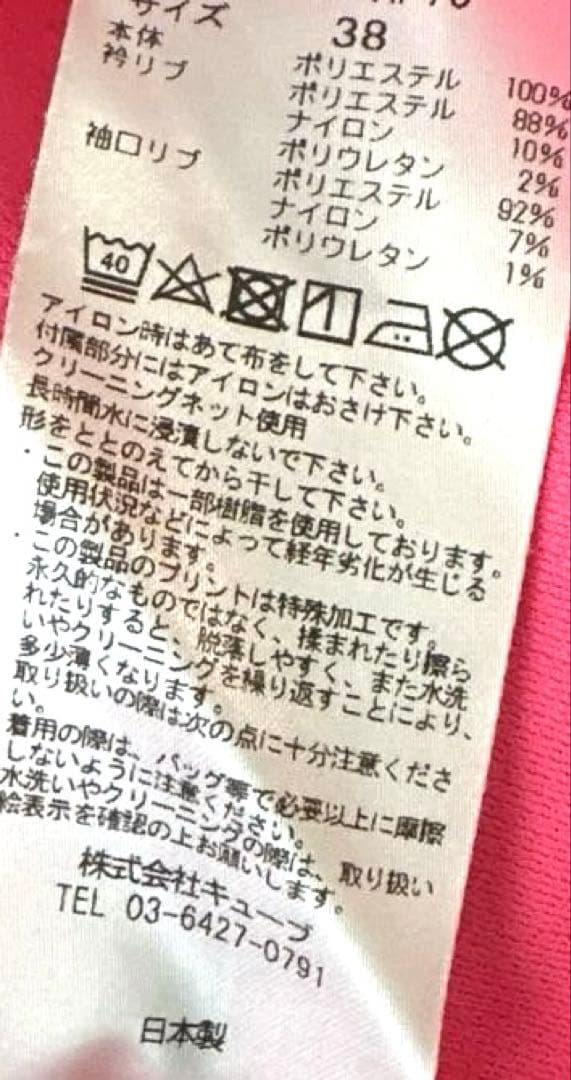 サイズ 38
本体 ポリエステル 100%
衿リブ ポリエステル 88%
ナイロン 10%
ポリウレタン 2%
袖口リブ ポリエステル 92%
ナイロン 7%
ポリウレタン 1%
40
アイロン時はあて布をして下さい。
付属部分にはアイロンはおさけ下さい。
クリーニングネット使用
長時間水に浸漬しないで下さい。
形をととのえてから干して下さい。
・この製品は一部樹脂を使用しております。
使用状況などによって経年劣化が生じる
場合があります。
・この製品のプリントは特殊加工です。
永久的なものではなく、揉まれたり擦ら
れたりすると、脱落しやすく、また水洗
いやクリーニングを繰り返すことにより、
多少薄くなります。
取り扱いの際は次の点に十分注意くださ
い。
着用の際は、バッグ等で必要以上に摩擦
しないように注意ください。
水洗いやクリーニングの際は、取り扱い
絵表示を確認の上お願いします。
株式会社キューブ
TEL 03-6427-0791
日本製